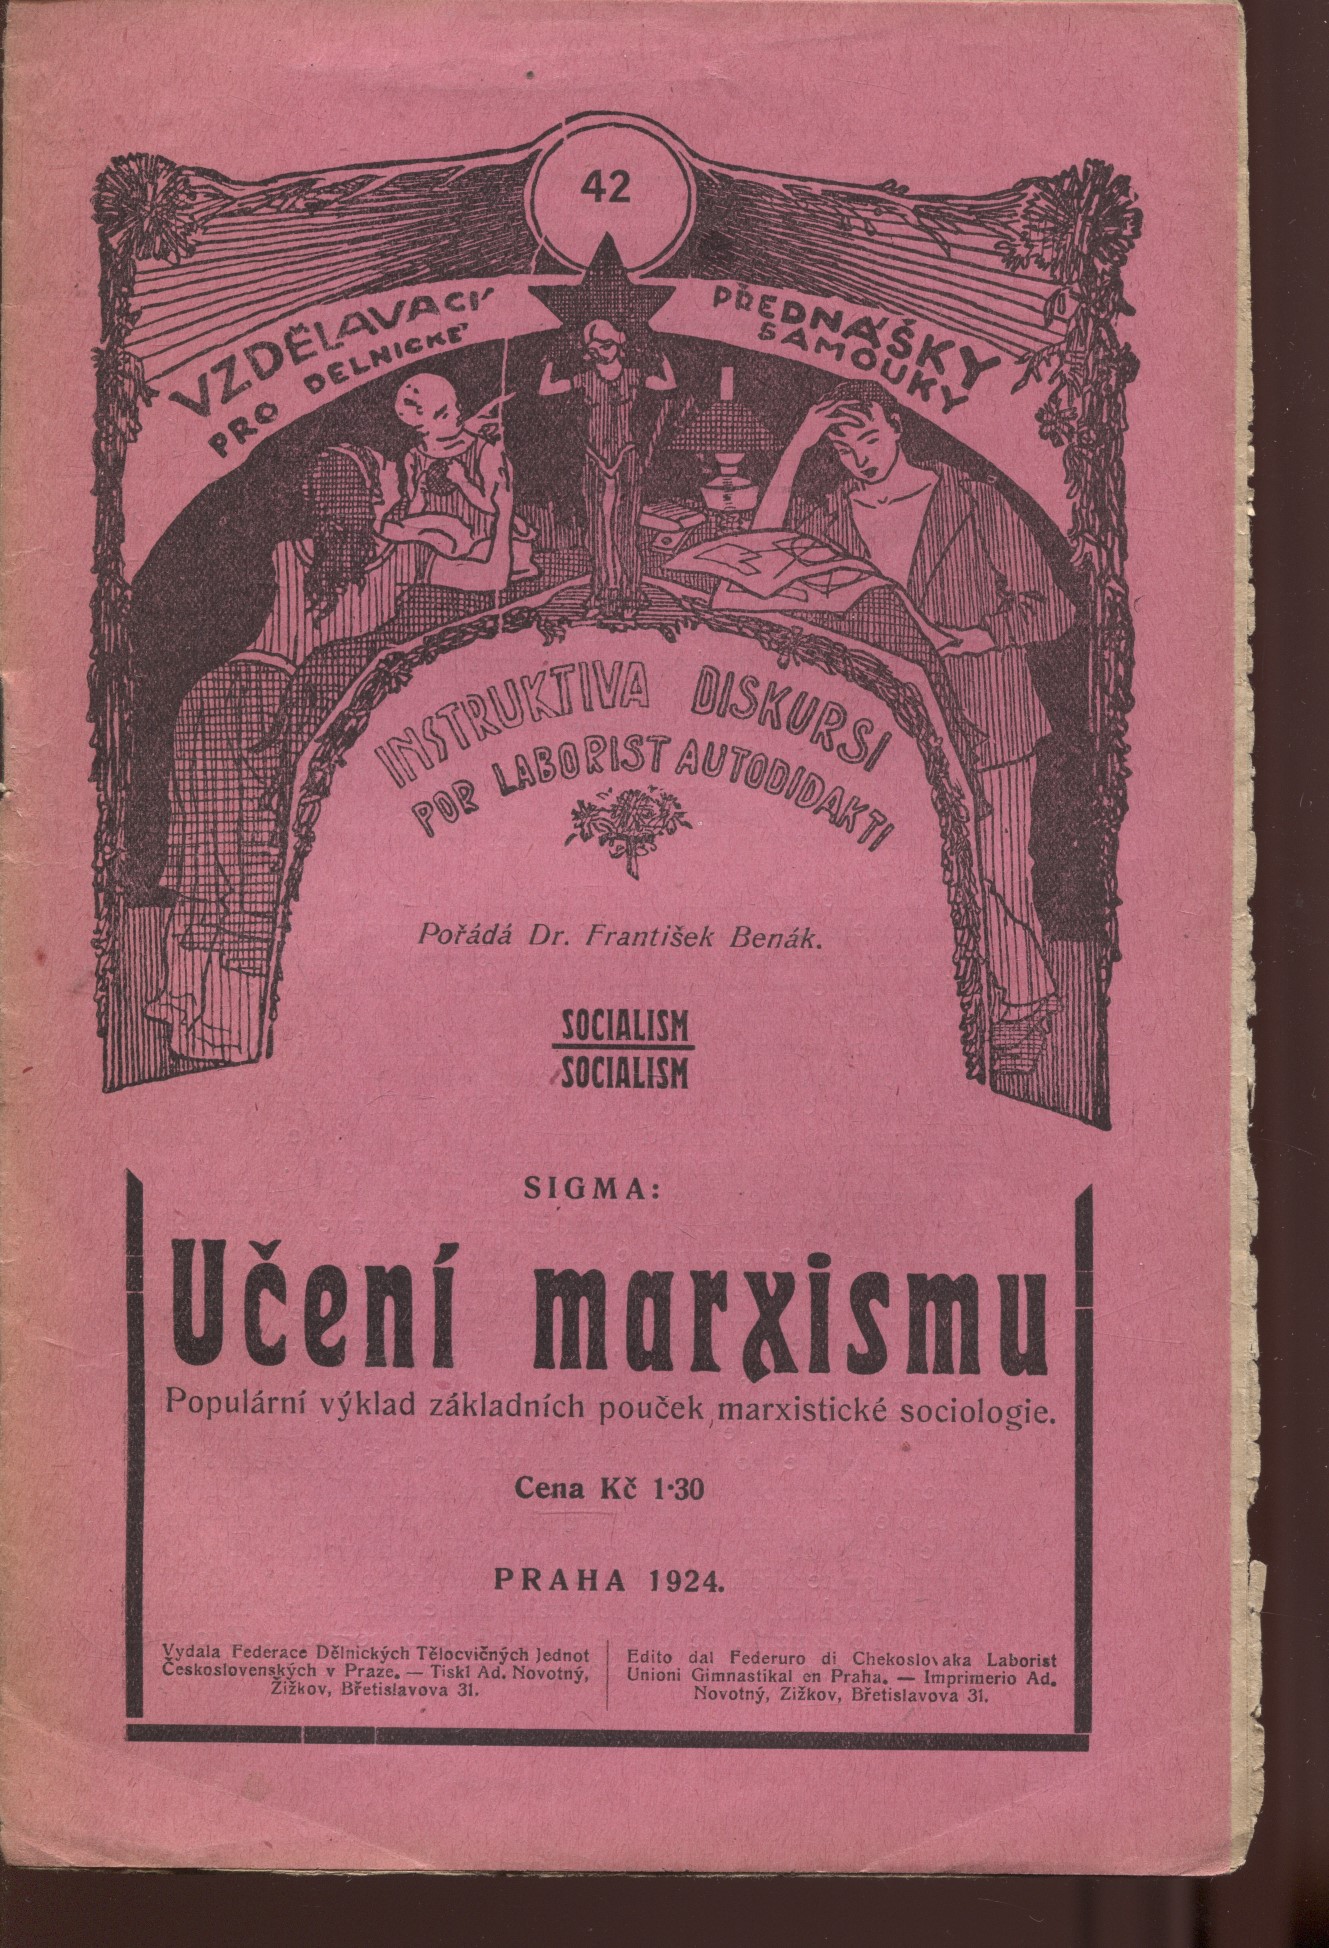 42
VZDĚLAVACÍ PŘEDNÁŠKY
PRO DELNICKÉ SAMOUKY
INSTRUKTIVA DISKURSI
POR LABORIST AUTODIDAKTI
Pořádá Dr. František Benák.
SOCIALISM
SOCIALISM
SIGMA:
Učení marxismu
Populární výklad základních pouček marxistické sociologie.
Cena Kč 1·30
PRAHA 1924.
Vydala Federace Dělnických Tělocvičných Jednot
Československých v Praze. — Tiskl Ad. Novotný,
Žižkov, Břetislavova 31.
Edito dal Federuro di Chekoslovaka Laborist
Unioni Gimnastikal en Praha. — Imprimerio Ad.
Novotný, Zižkov, Břetislavova 31.